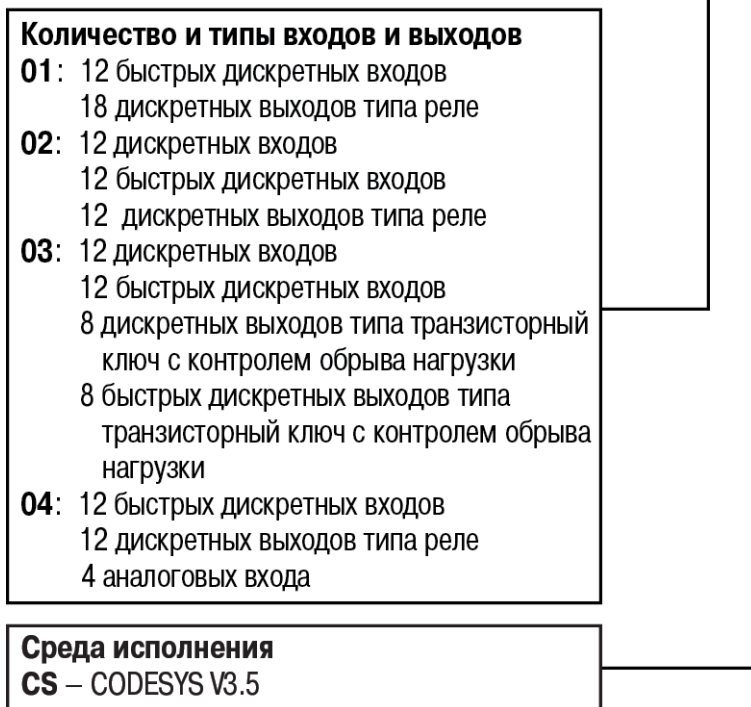 Количество и типы входов и выходов
01: 12 быстрых дискретных входов
18 дискретных выходов типа реле
02: 12 дискретных входов
12 быстрых дискретных входов
12 дискретных выходов типа реле
03: 12 дискретных входов
12 быстрых дискретных входов
8 дискретных выходов типа транзисторный
ключ с контролем обрыва нагрузки
8 быстрых дискретных выходов типа
транзисторный ключ с контролем обрыва
нагрузки
04: 12 быстрых дискретных входов
12 дискретных выходов типа реле
4 аналоговых входа
Среда исполнения
CS – CODESYS V3.5